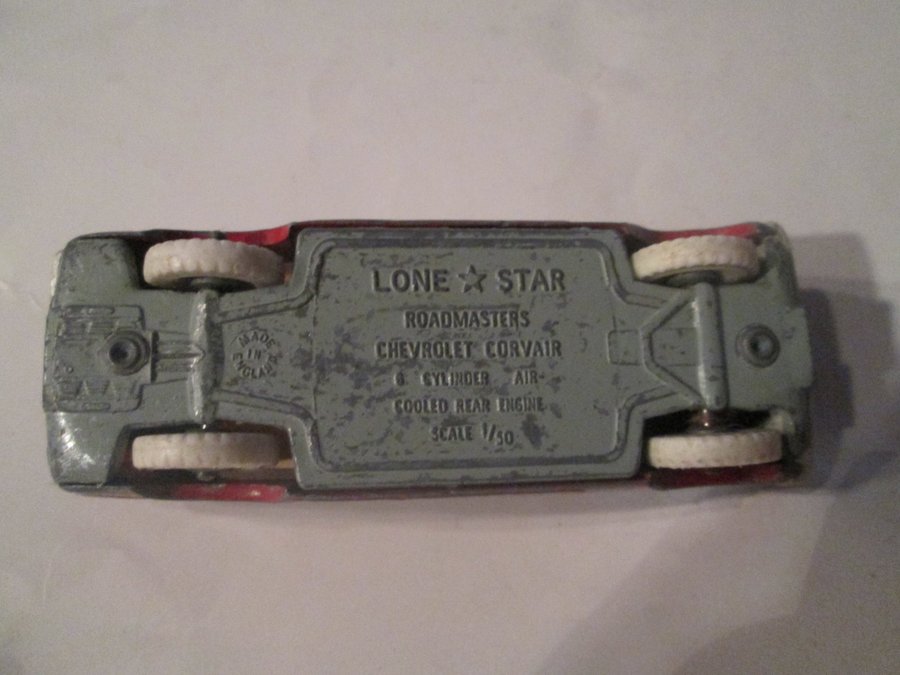 LONE ☆ STAR
ROADMASTERS
CHEVROLET CORVAIR
6 CYLINDER AIR-
COOLED REAR ENGINE
SCALE 1/50
MADE
IN
ENGLAND